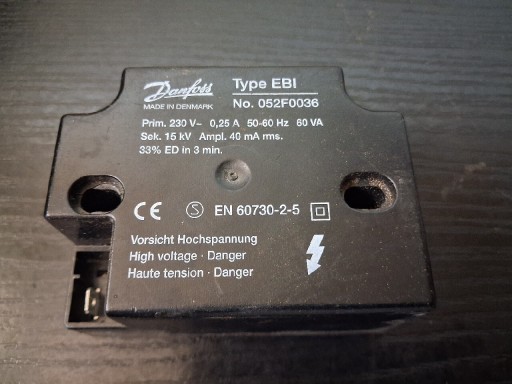 Danfoss Type EBI
MADE IN DENMARK No. 052F0036
Prim. 230 V~ 0,25 A 50-60 Hz 60 VA
Sek. 15 kV Ampl. 40 mA rms.
33% ED in 3 min.
CE S EN 60730-2-5
Vorsicht Hochspannung
High voltage · Danger
Haute tension · Danger